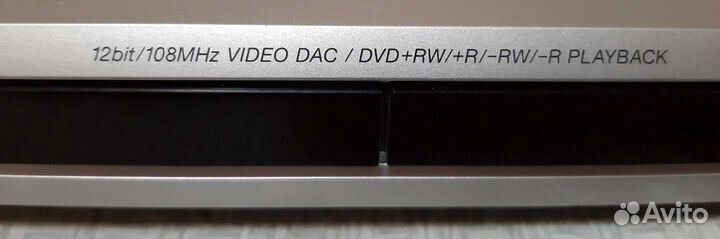 12bit/108MHz VIDEO DAC / DVD+RW/+R/-RW/-R PLAYBACK
Avito